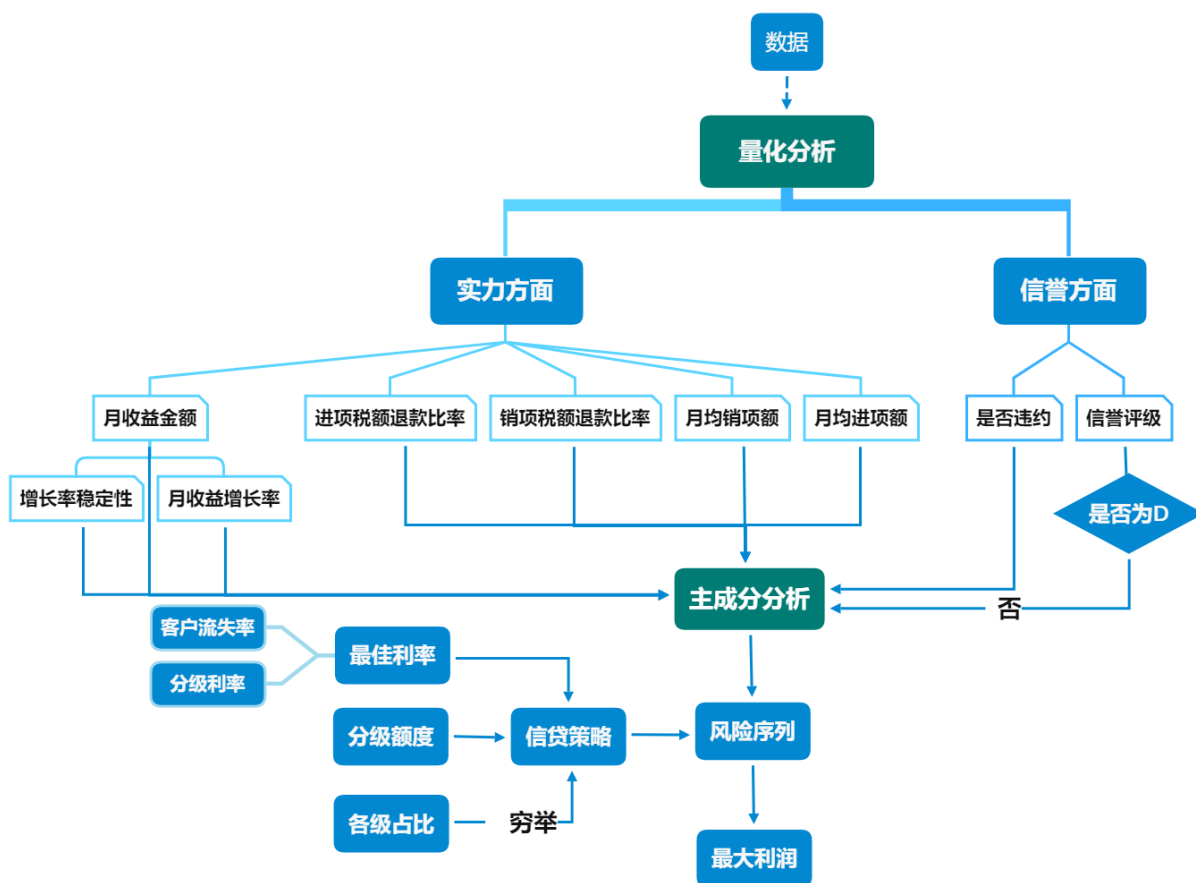 数据
量化分析
实力方面
信誉方面
月收益金额
进项税额退款比率
销项税额退款比率
月均销项额
月均进项额
是否违约
信誉评级
增长率稳定性
月收益增长率
是否为D
主成分分析
否
客户流失率
最佳利率
分级利率
分级额度
信贷策略
风险序列
各级占比
穷举
最大利润